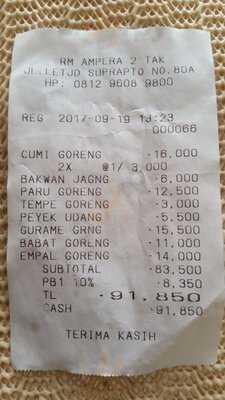 RM AMPERA 2 TAK
JL.LETJD SUPRAPTO NO.80A
HP: 0812 9606 9800
REG 2017-09-19 13:23
000066
CUMI GORENG ·16,000
2X @1/ 3,000
BAKWAN JAGNG ·6,000
PARU GORENG ·12,500
TEMPE GORENG ·3,000
PEYEK UDANG ·5,500
GURAME GRNG ·15,500
BABAT GORENG ·11,000
EMPAL GORENG ·14,000
SUBTOTAL ·83,500
PB1 10% ·8,350
TL ·91,850
CASH ·91,850
TERIMA KASIH